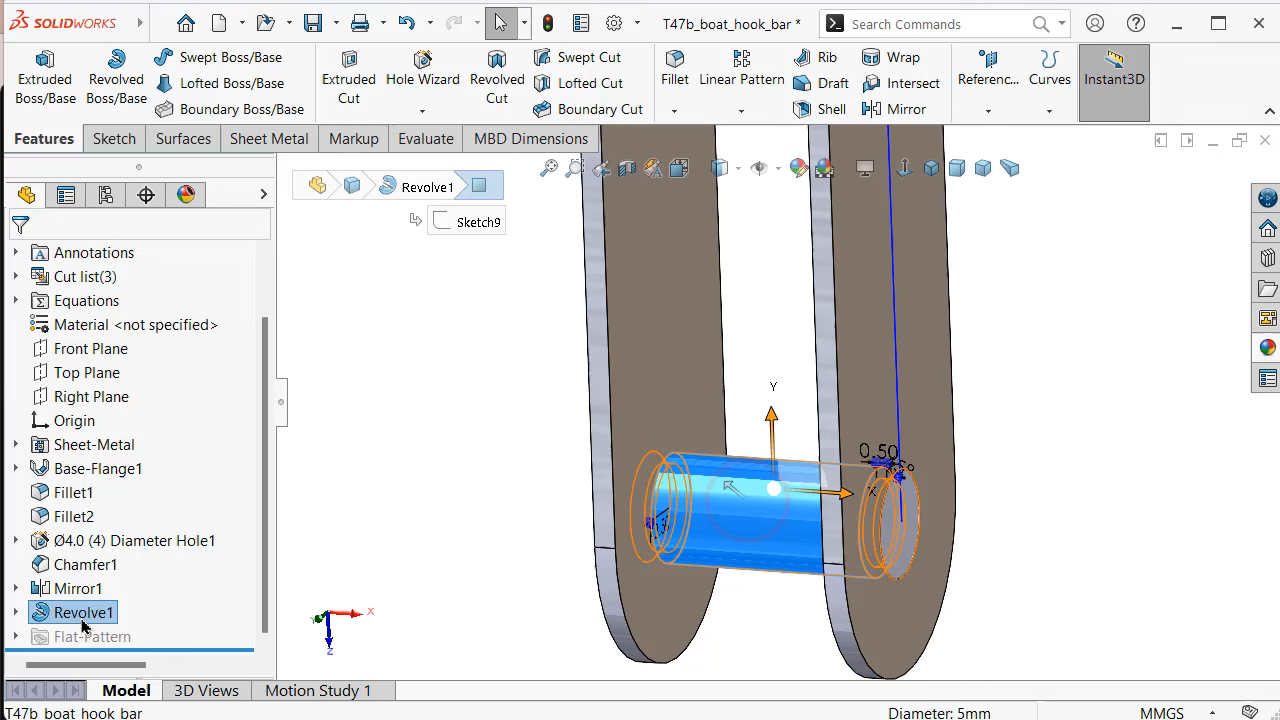 SOLIDWORKS
T47b_boat_hook_bar *
Search Commands
Extruded Boss/Base
Revolved Boss/Base
Swept Boss/Base
Lofted Boss/Base
Boundary Boss/Base
Extruded Cut
Hole Wizard
Revolved Cut
Swept Cut
Lofted Cut
Boundary Cut
Fillet
Linear Pattern
Rib
Draft
Shell
Wrap
Intersect
Mirror
Referenc...
Curves
Instant3D
Features
Sketch
Surfaces
Sheet Metal
Markup
Evaluate
MBD Dimensions
Revolve1
Sketch9
Annotations
Cut list(3)
Equations
Material <not specified>
Front Plane
Top Plane
Right Plane
Origin
Sheet-Metal
Base-Flange1
Fillet1
Fillet2
Ø4.0 (4) Diameter Hole1
Chamfer1
Mirror1
Revolve1
Flat-Pattern
Y
0.50
X
X
Y
Z
Model
3D Views
Motion Study 1
T47b_boat_hook_bar
Diameter: 5mm
MMGS